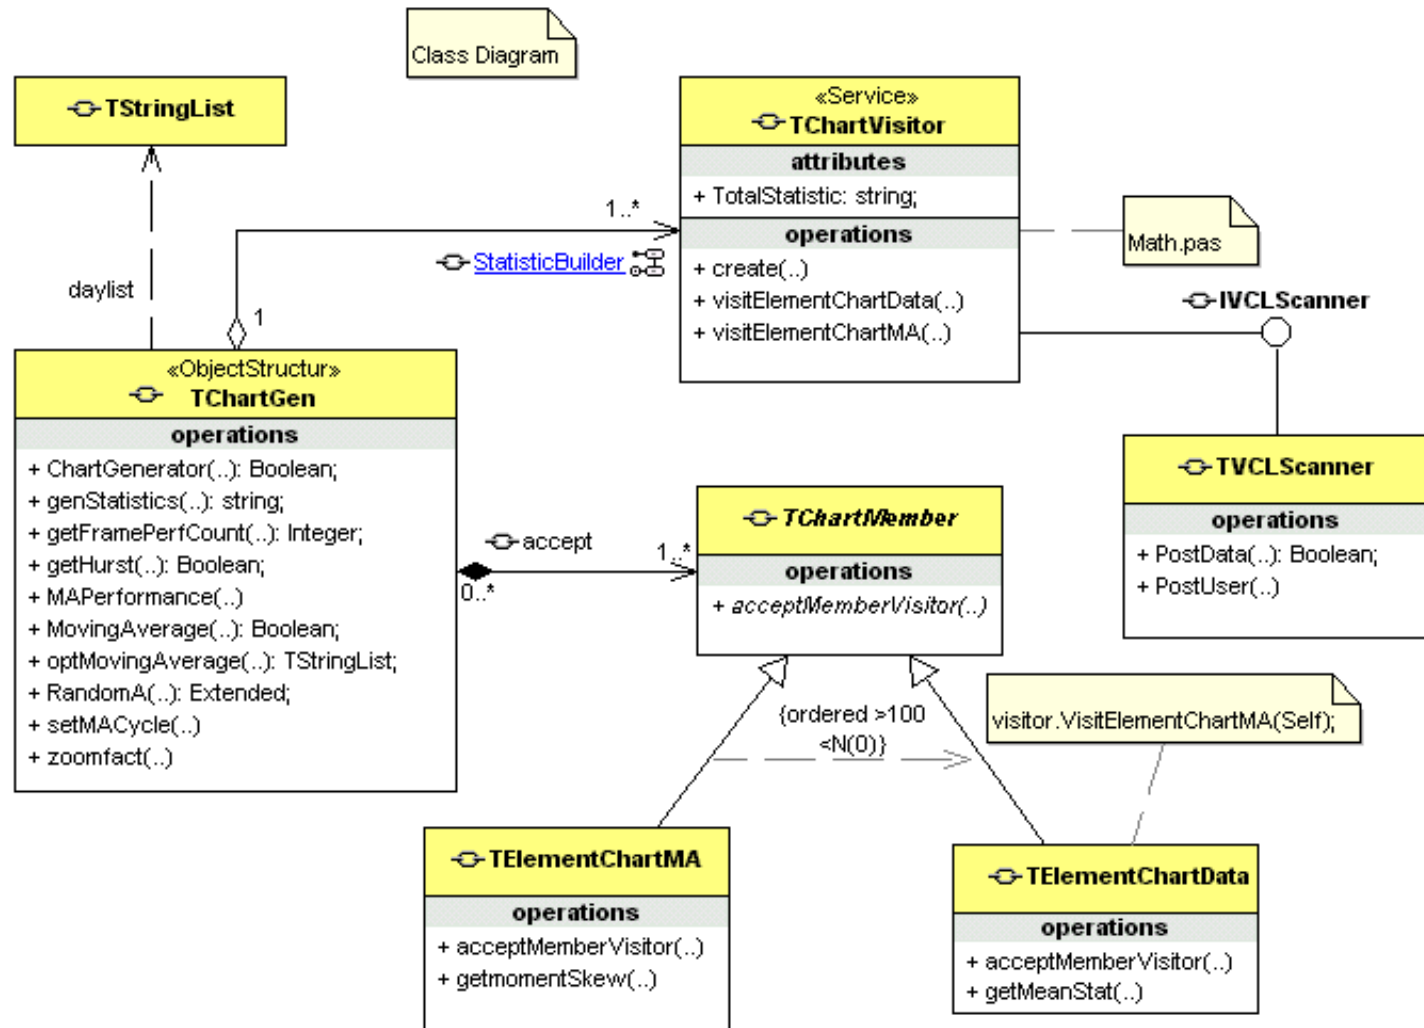 Class Diagram
TStringList
«Service»
TChartVisitor
attributes
+ TotalStatistic: string;
operations
+ create(..)
+ visitElementChartData(..)
+ visitElementChartMA(..)
1..*
StatisticBuilder
Math.pas
daylist
1
IVCLScanner
«ObjectStructur»
TChartGen
operations
+ ChartGenerator(..): Boolean;
+ genStatistics(..): string;
+ getFramePerfCount(..): Integer;
+ getHurst(..): Boolean;
+ MAPerformance(..)
+ MovingAverage(..): Boolean;
+ optMovingAverage(..): TStringList;
+ RandomA(..): Extended;
+ setMACycle(..)
+ zoomfact(..)
TVCLScanner
operations
+ PostData(..): Boolean;
+ PostUser(..)
accept
0..*
1..*
TChartMember
operations
+ acceptMemberVisitor(..)
{ordered >100
<N(0)}
visitor.VisitElementChartMA(Self);
TElementChartMA
operations
+ acceptMemberVisitor(..)
+ getmomentSkew(..)
TElementChartData
operations
+ acceptMemberVisitor(..)
+ getMeanStat(..)